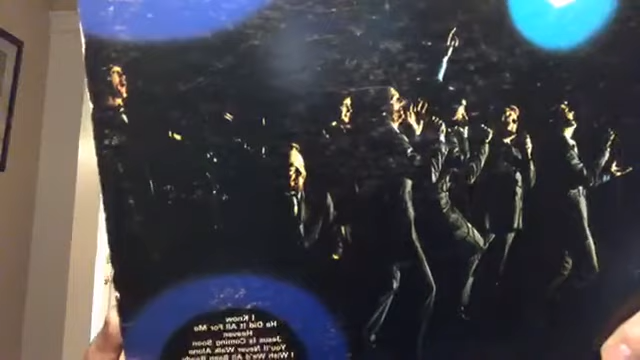 I Know
He Did It All For Me
Heaven
Jesus Is Coming Soon
You'll Never Walk Alone
I Wish We'd All Been Ready